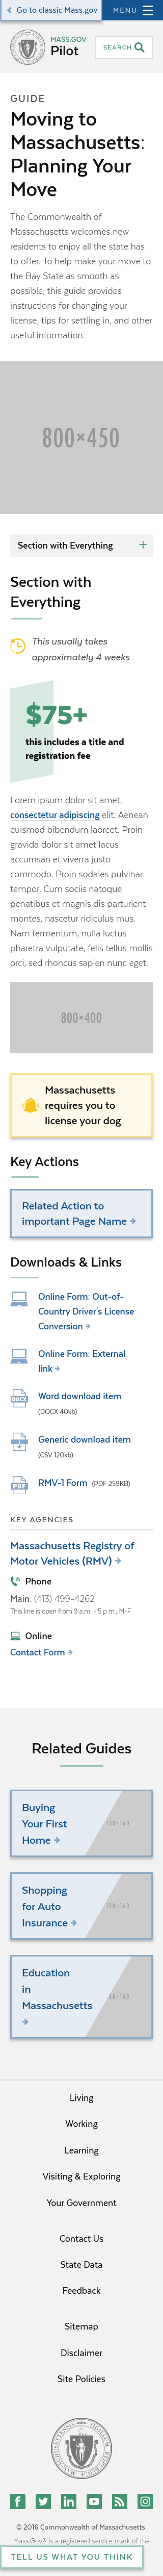 Go to classic Mass.gov
MENU
MASS.GOV
Pilot
SEARCH
GUIDE
Moving to
Massachusetts:
Planning Your
Move
The Commonwealth of
Massachusetts welcomes new
residents to enjoy all the state has
to offer. To help make your move to
the Bay State as smooth as
possible, this guide provides
instructions for changing your
license, tips for settling in, and other
useful information.
800×450
Section with Everything
Section with
Everything
This usually takes
approximately 4 weeks
$75+
this includes a title and
registration fee
Lorem ipsum dolor sit amet,
consectetur adipiscing elit. Aenean
euismod bibendum laoreet. Proin
gravida dolor sit amet lacus
accumsan et viverra justo
commodo. Proin sodales pulvinar
tempor. Cum sociis natoque
penatibus et magnis dis parturient
montes, nascetur ridiculus mus.
Nam fermentum, nulla luctus
pharetra vulputate, felis tellus mollis
orci, sed rhoncus sapien nunc eget.
800×400
Massachusetts
requires you to
license your dog
Key Actions
Related Action to
important Page Name
Downloads & Links
Online Form: Out-of-
Country Driver's License
Conversion
Online Form: External
link
DOCX
Word download item
(DOCX 40kb)
Generic download item
(CSV 120kb)
PDF
RMV-1 Form (PDF 259KB)
KEY AGENCIES
Massachusetts Registry of
Motor Vehicles (RMV)
Phone
Main: (413) 499-4262
This line is open from 9 a.m. - 5 p.m., M-F
Online
Contact Form
Related Guides
Buying
Your First
Home
Shopping
for Auto
Insurance
Education
in
Massachusetts
Living
Working
Learning
Visiting & Exploring
Your Government
Contact Us
State Data
Feedback
Sitemap
Disclaimer
Site Policies
© 2016 Commonwealth of Massachusetts.
Mass.Gov® is a registered service mark of the
TELL US WHAT YOU THINK